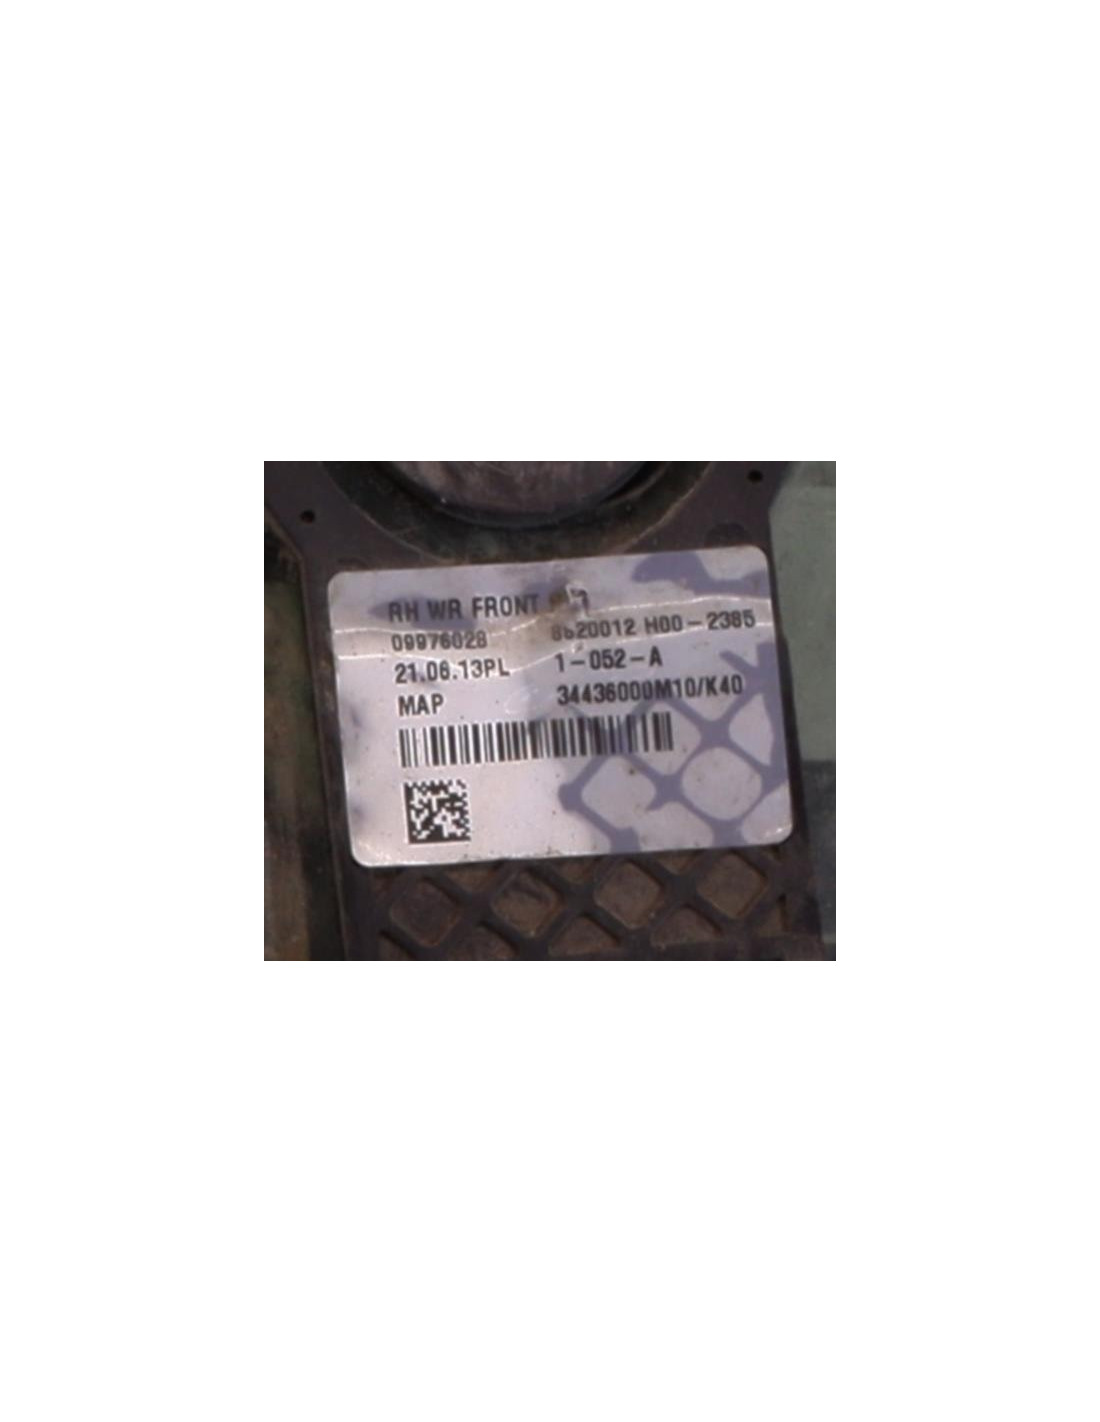 RH WR FRONT
09976028 8620012 H00-2385
21.06.13PL 1-052-A
MAP 34436000M10/K40